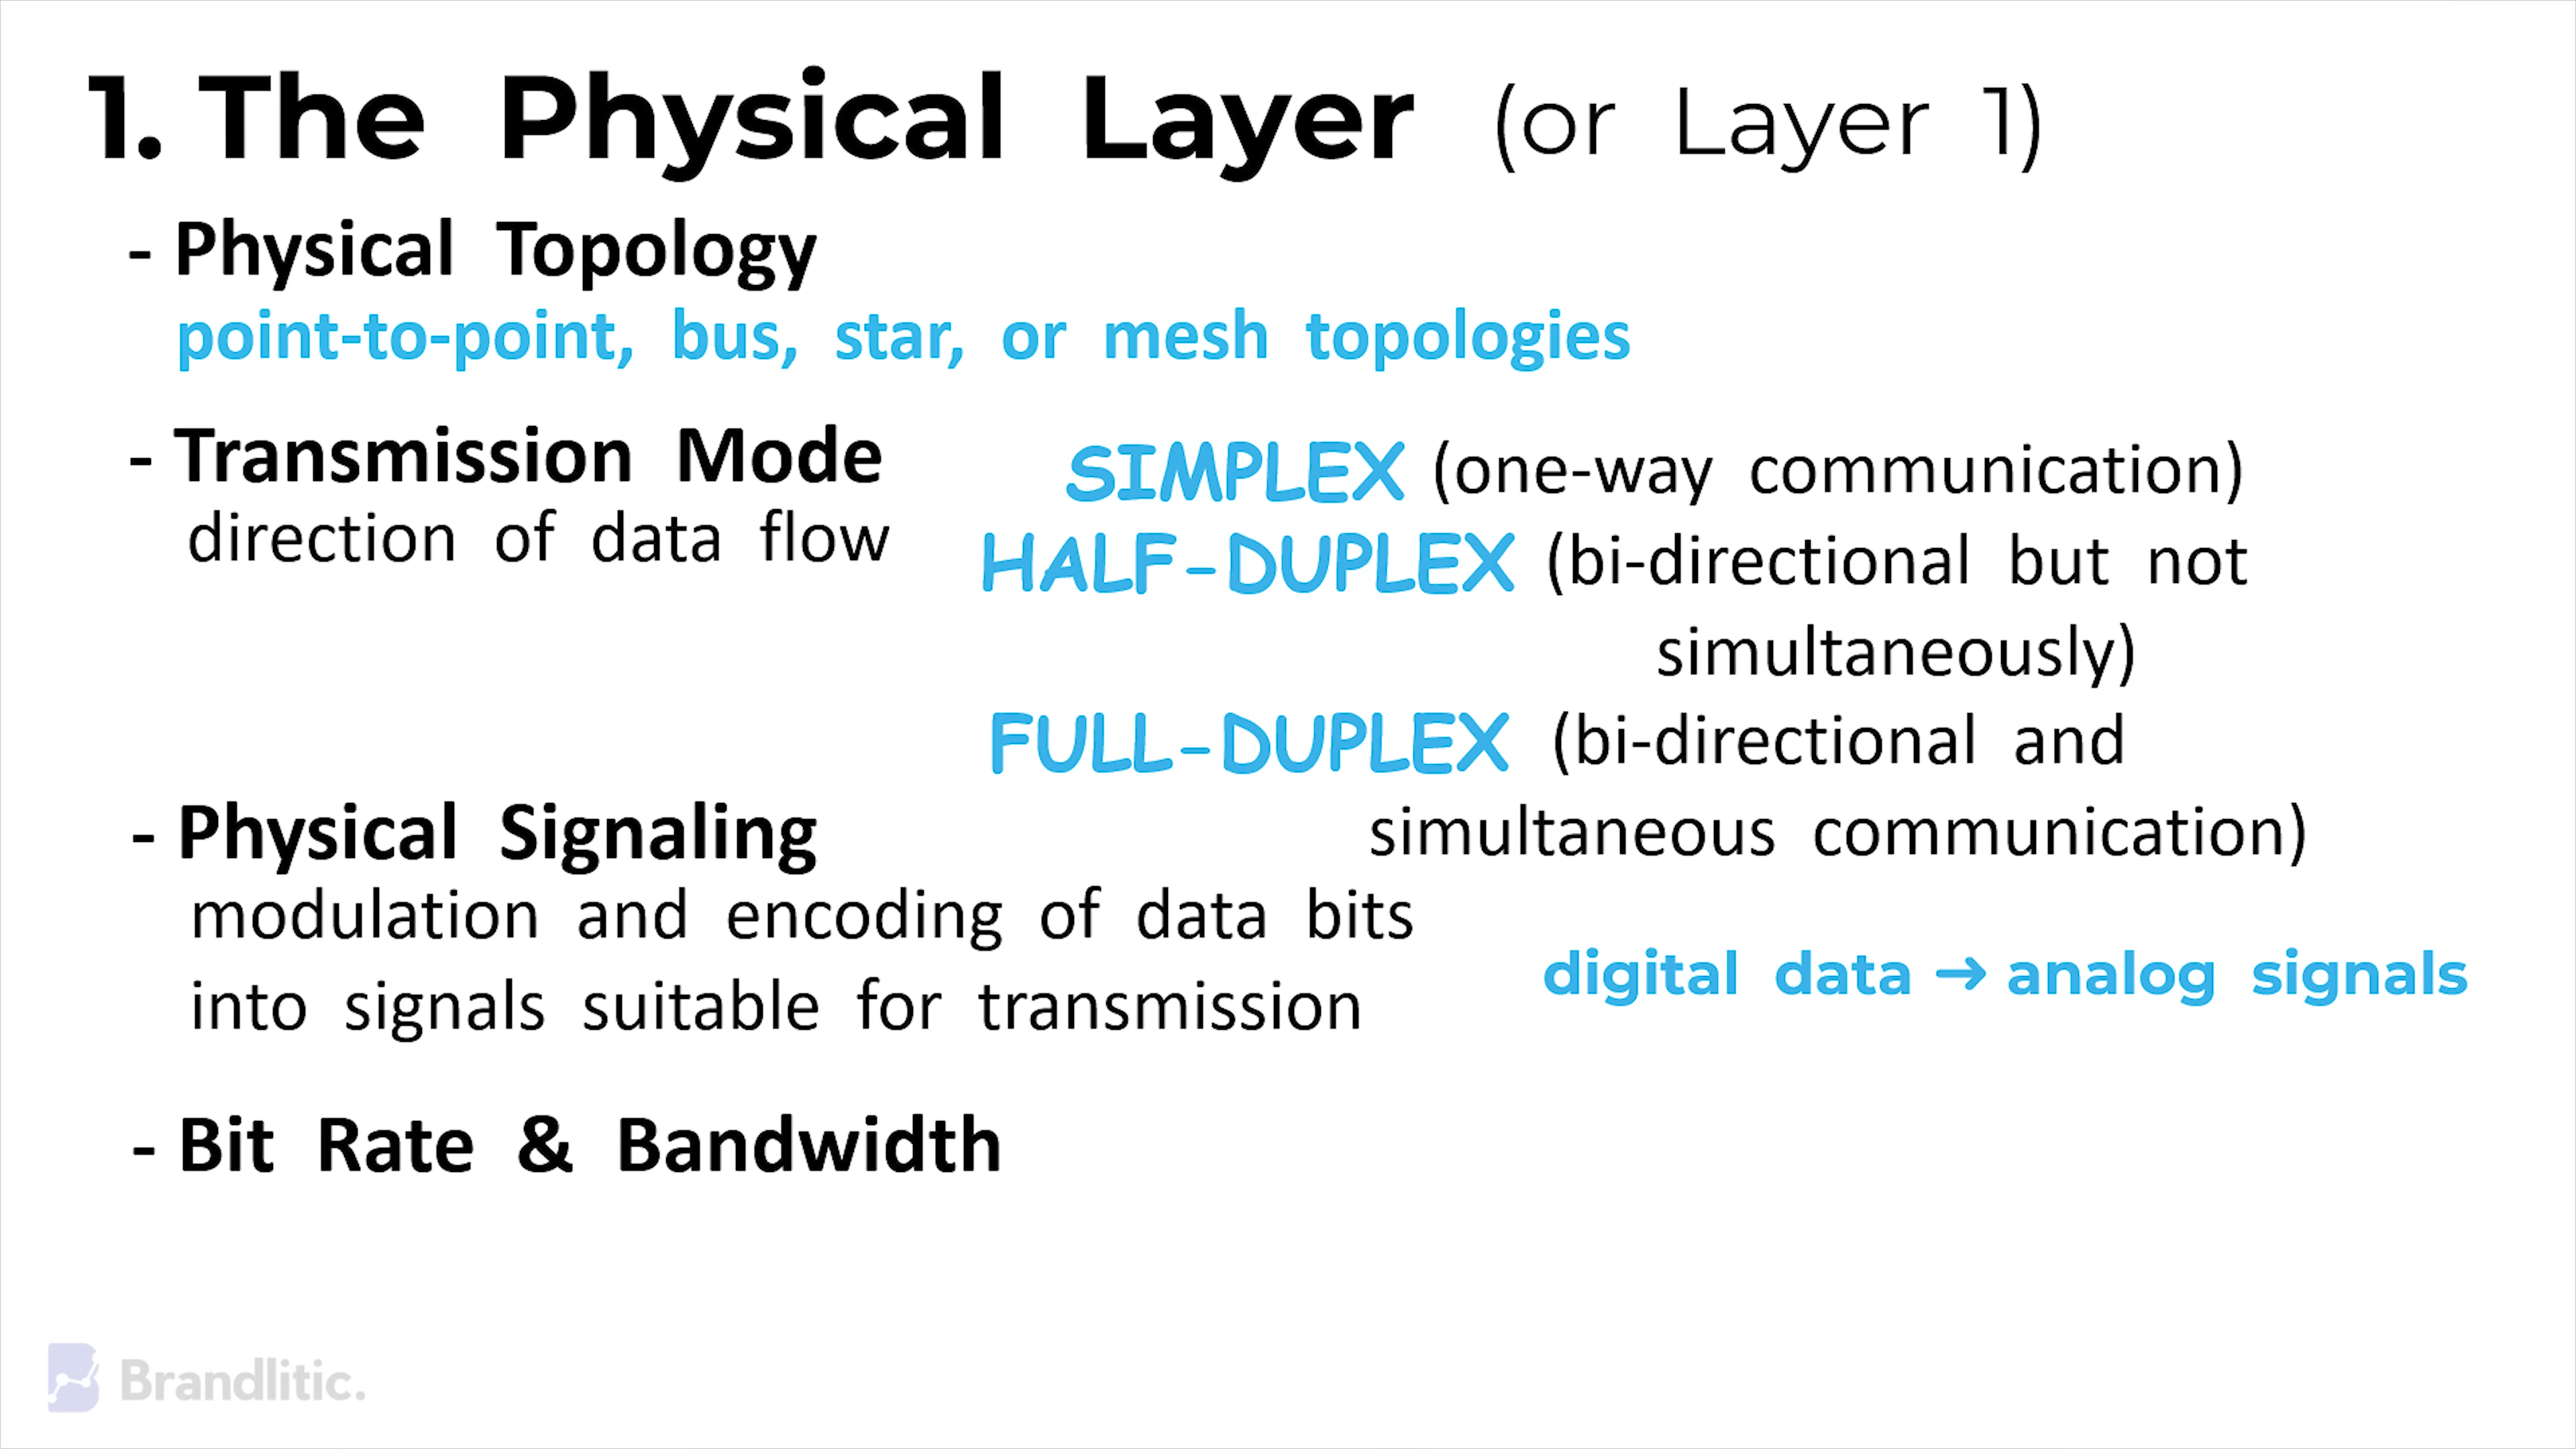 1. The Physical Layer (or Layer 1)
- Physical Topology
point-to-point, bus, star, or mesh topologies
- Transmission Mode
direction of data flow
SIMPLEX (one-way communication)
HALF-DUPLEX (bi-directional but not
simultaneously)
FULL-DUPLEX (bi-directional and
simultaneous communication)
- Physical Signaling
modulation and encoding of data bits
into signals suitable for transmission
digital data → analog signals
- Bit Rate & Bandwidth
Brandlitic.